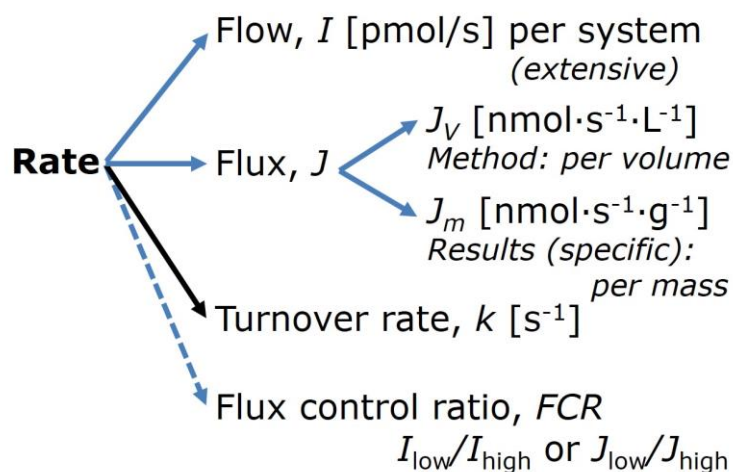 Flow, I [pmol/s] per system
(extensive)
J_V [nmol·s⁻¹·L⁻¹]
Rate
Flux, J
Method: per volume
J_m [nmol·s⁻¹·g⁻¹]
Results (specific):
per mass
Turnover rate, k [s⁻¹]
Flux control ratio, FCR
I_low/I_high or J_low/J_high